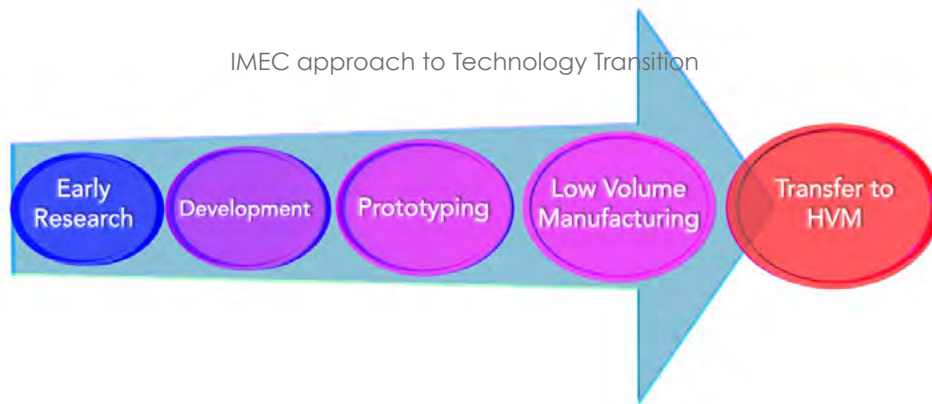 IMEC approach to Technology Transition
Early
Research
Development
Prototyping
Low Volume
Manufacturing
Transfer to
HVM